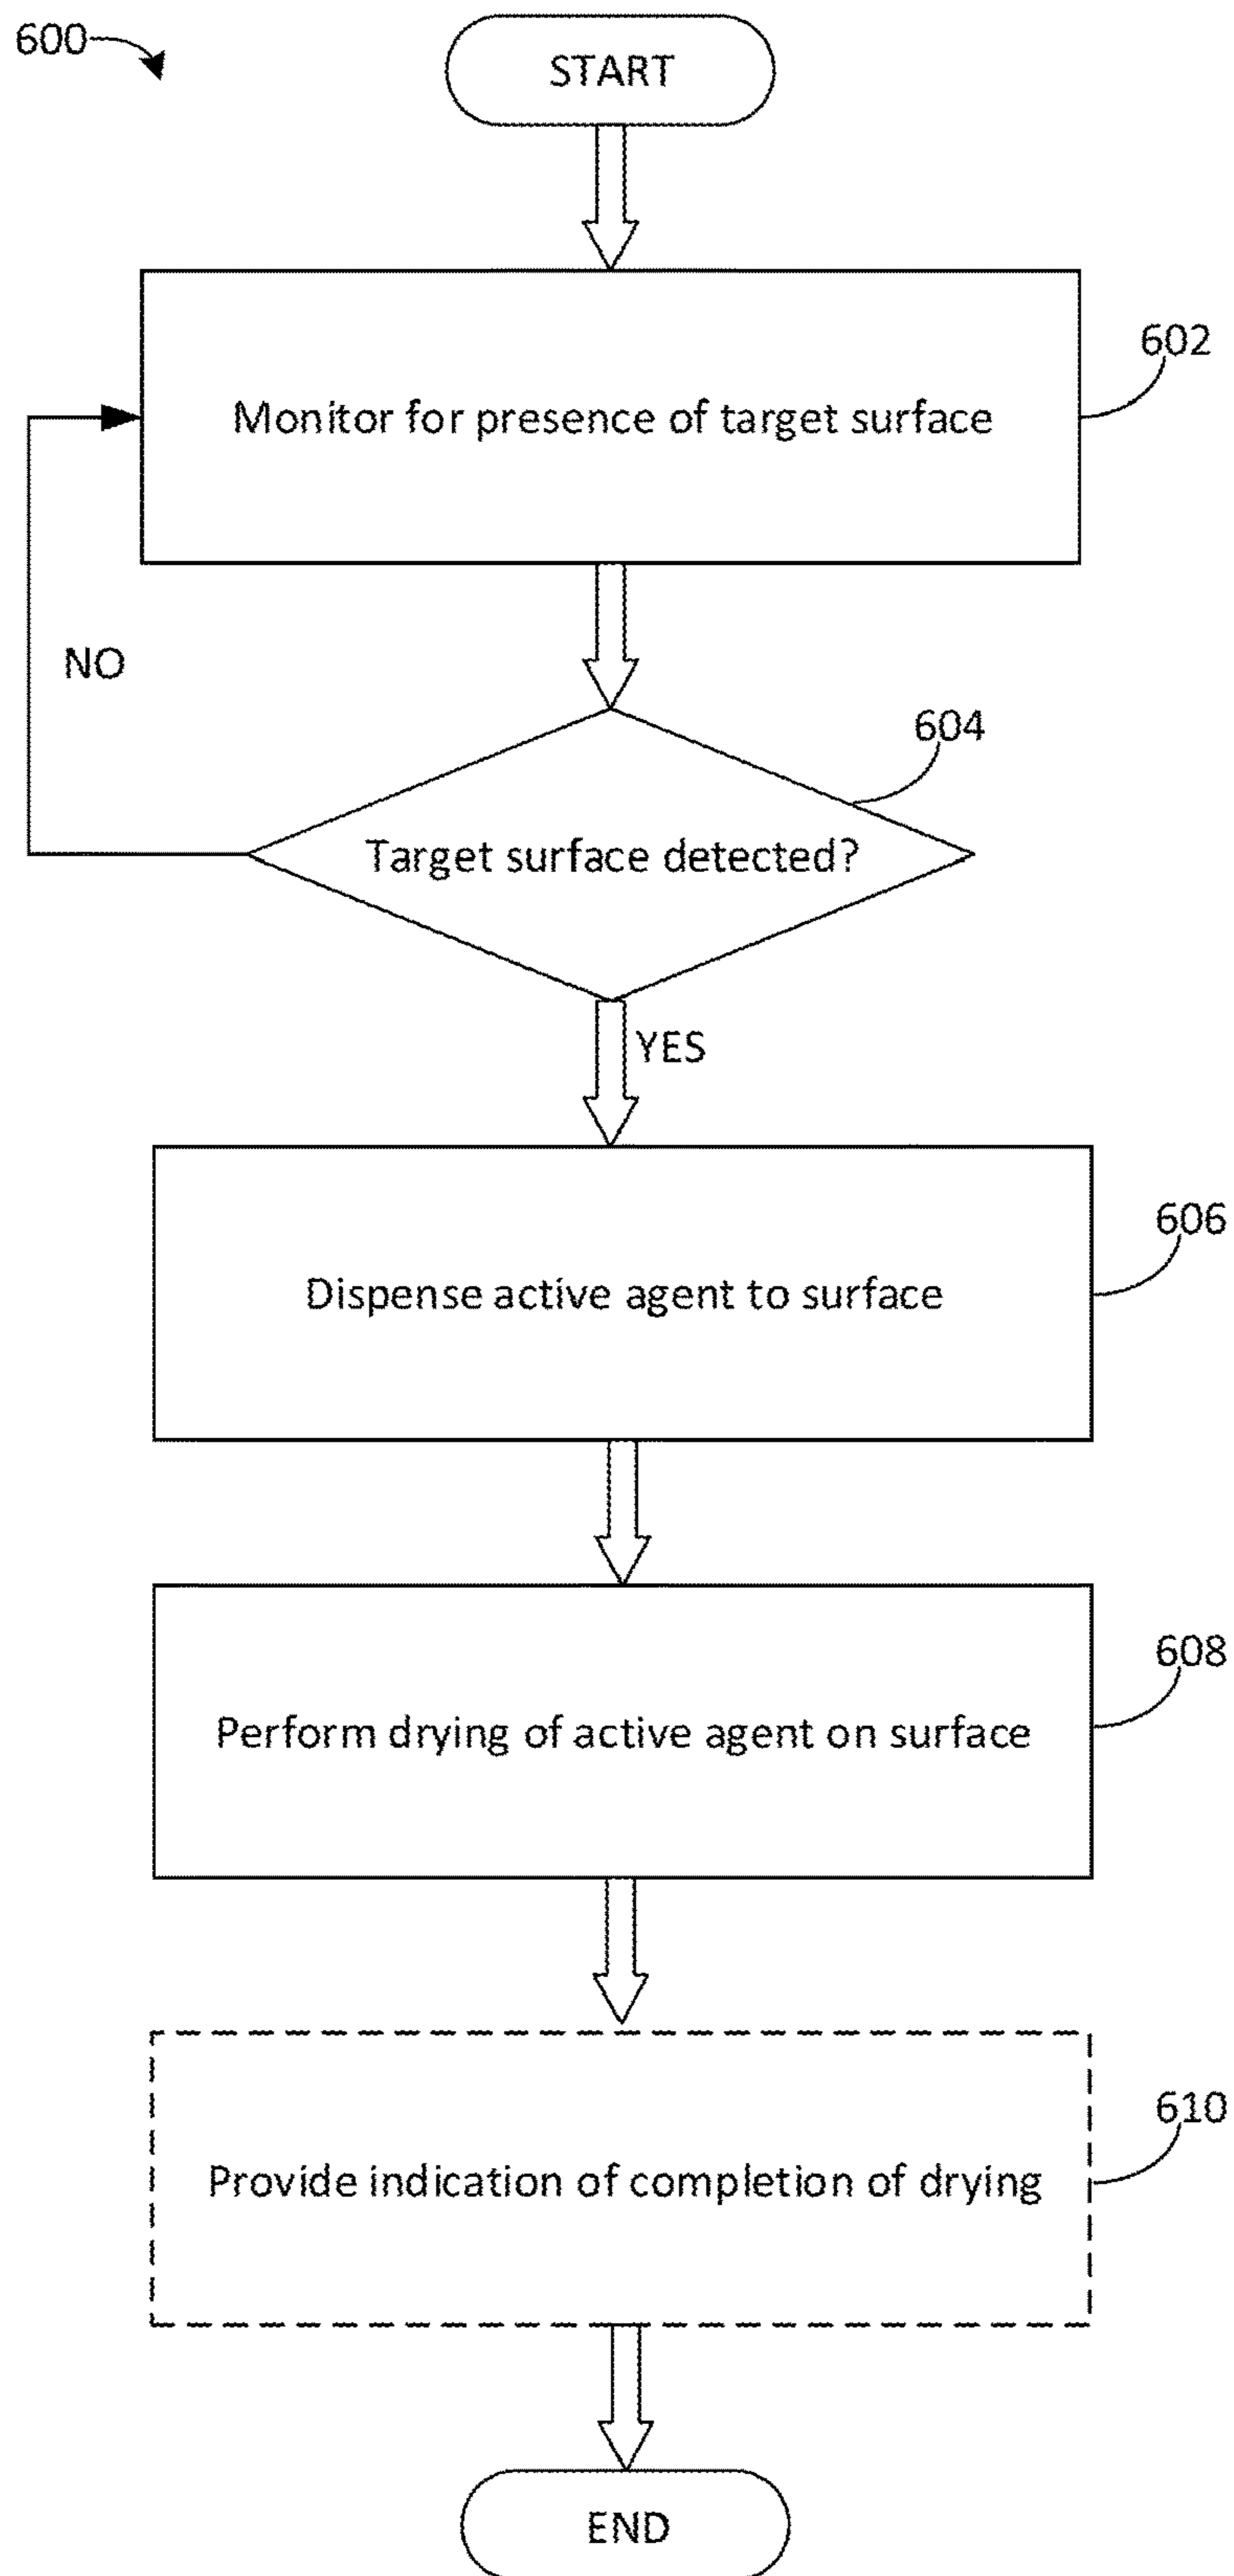 600
START
602
Monitor for presence of target surface
NO
604
Target surface detected?
YES
606
Dispense active agent to surface
608
Perform drying of active agent on surface
610
Provide indication of completion of drying
END